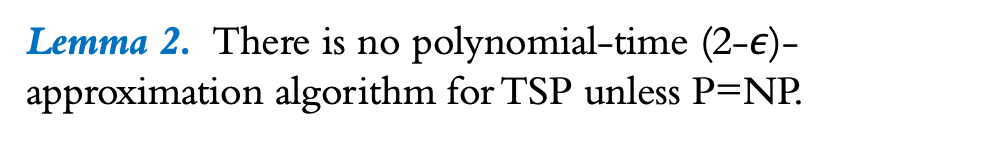 Lemma 2. There is no polynomial-time (2-ϵ)-
approximation algorithm for TSP unless P=NP.